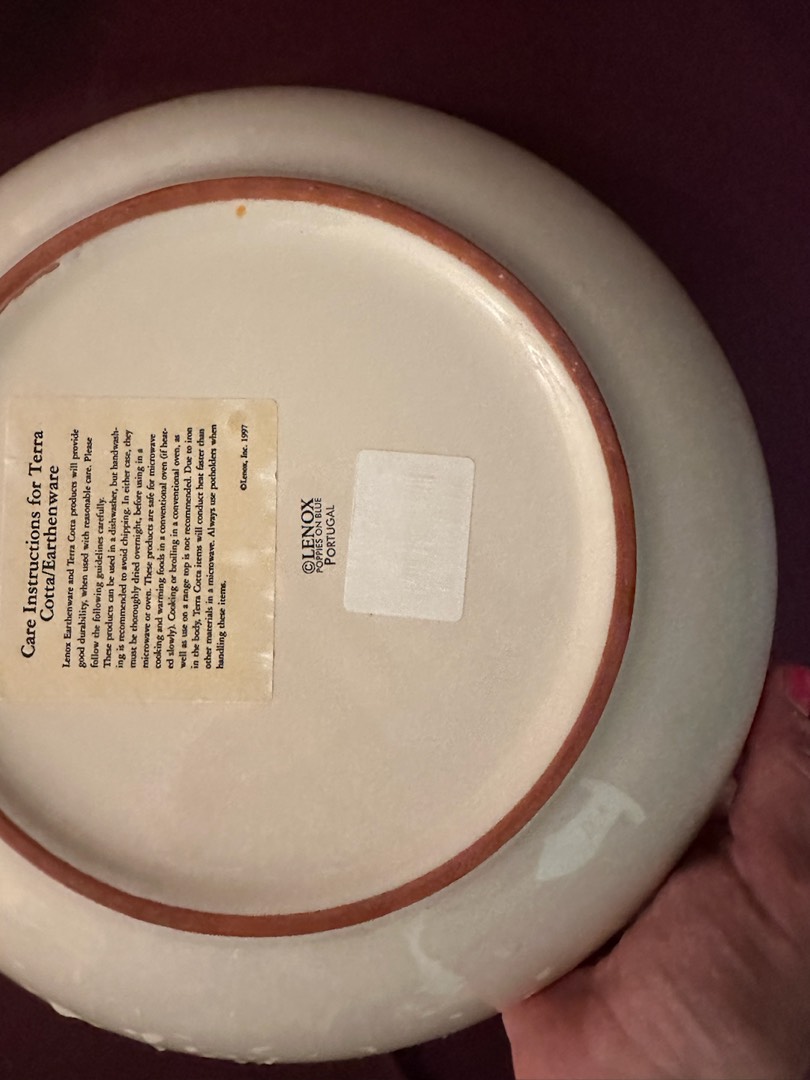 Care Instructions for Terra
Cotta/Earthenware
Lenox Earthenware and Terra Cotta products will provide
good durability, when used with reasonable care. Please
follow the following guidelines carefully.
These products can be used in a dishwasher, but handwash-
ing is recommended to avoid chipping. In either case, they
must be thoroughly dried overnight, before using in a
microwave or oven. These products are safe for microwave
cooking and warming foods in a conventional oven (if heat-
ed slowly). Cooking or broiling in a conventional oven, as
well as use on a range top is not recommended. Due to iron
in the body, Terra Cotta items will conduct heat faster than
other materials in a microwave. Always use potholders when
handling these items.
©Lenox, Inc. 1997
©LENOX
POPPIES ON BLUE
PORTUGAL